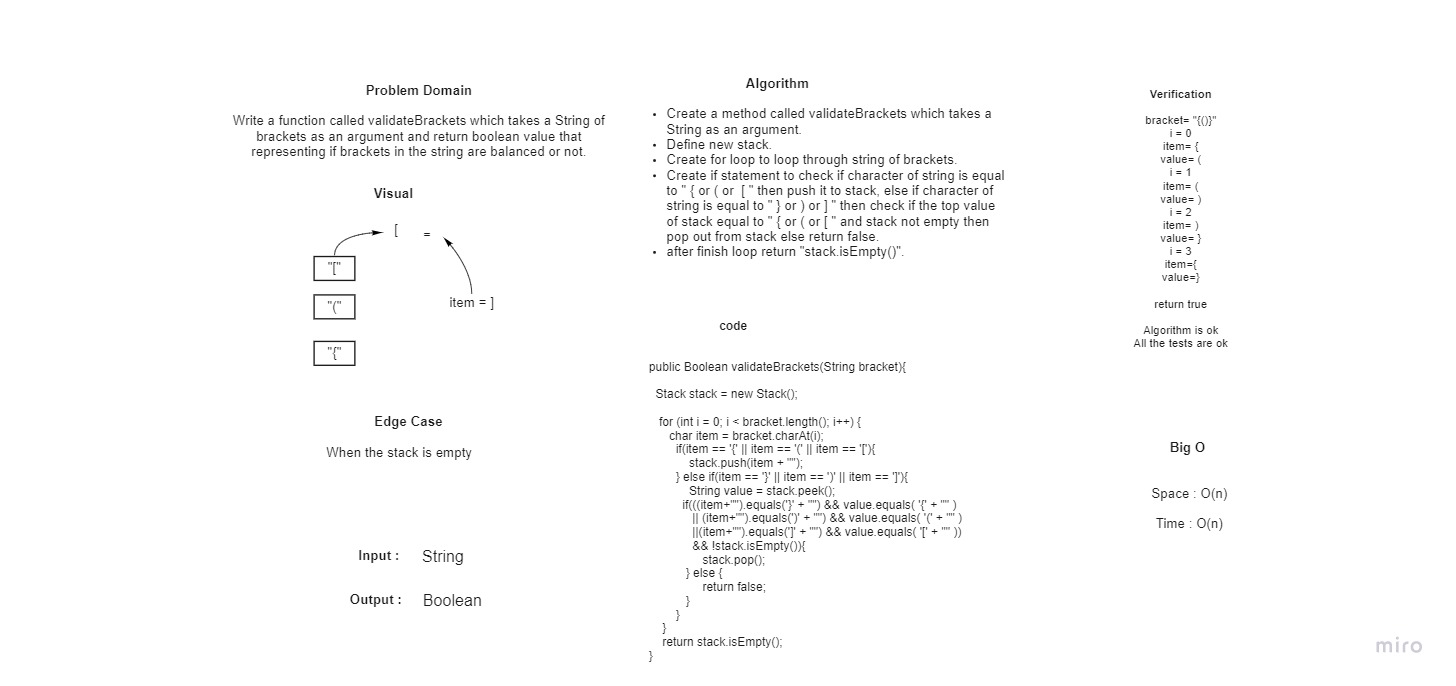 Problem Domain
Write a function called validateBrackets which takes a String of
brackets as an argument and return boolean value that
representing if brackets in the string are balanced or not.
Visual
[ =
"["
"("
"{"
item = ]
Edge Case
When the stack is empty
Input : String
Output : Boolean
Algorithm
• Create a method called validateBrackets which takes a
String as an argument.
• Define new stack.
• Create for loop to loop through string of brackets.
• Create if statement to check if character of string is equal
to " { or ( or [ " then push it to stack, else if character of
string is equal to " } or ) or ] " then check if the top value
of stack equal to " { or ( or [ " and stack not empty then
pop out from stack else return false.
• after finish loop return "stack.isEmpty()".
code
public Boolean validateBrackets(String bracket){
Stack stack = new Stack();
for (int i = 0; i < bracket.length(); i++) {
char item = bracket.charAt(i);
if(item == '{' || item == '(' || item == '['){
stack.push(item + "");
} else if(item == '}' || item == ')' || item == ']'){
String value = stack.peek();
if(((item+"").equals('}' + "") && value.equals( '{' + "" )
|| (item+"").equals(')' + "") && value.equals( '(' + "" )
||(item+"").equals(']' + "") && value.equals( '[' + "" ))
&& !stack.isEmpty()){
stack.pop();
} else {
return false;
}
}
}
return stack.isEmpty();
}
Verification
bracket= "{()}"
i = 0
item= {
value= (
i = 1
item= (
value= )
i = 2
item= )
value= }
i = 3
item={
value=}
return true
Algorithm is ok
All the tests are ok
Big O
Space : O(n)
Time : O(n)
miro